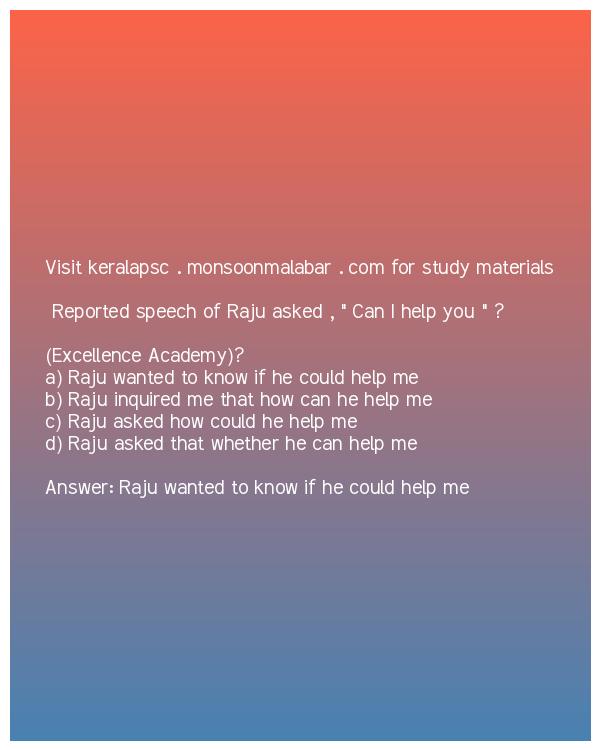 Visit keralapsc . monsoonmalabar . com for study materials
Reported speech of Raju asked , " Can I help you " ?
(Excellence Academy)?
a) Raju wanted to know if he could help me
b) Raju inquired me that how can he help me
c) Raju asked how could he help me
d) Raju asked that whether he can help me
Answer: Raju wanted to know if he could help me